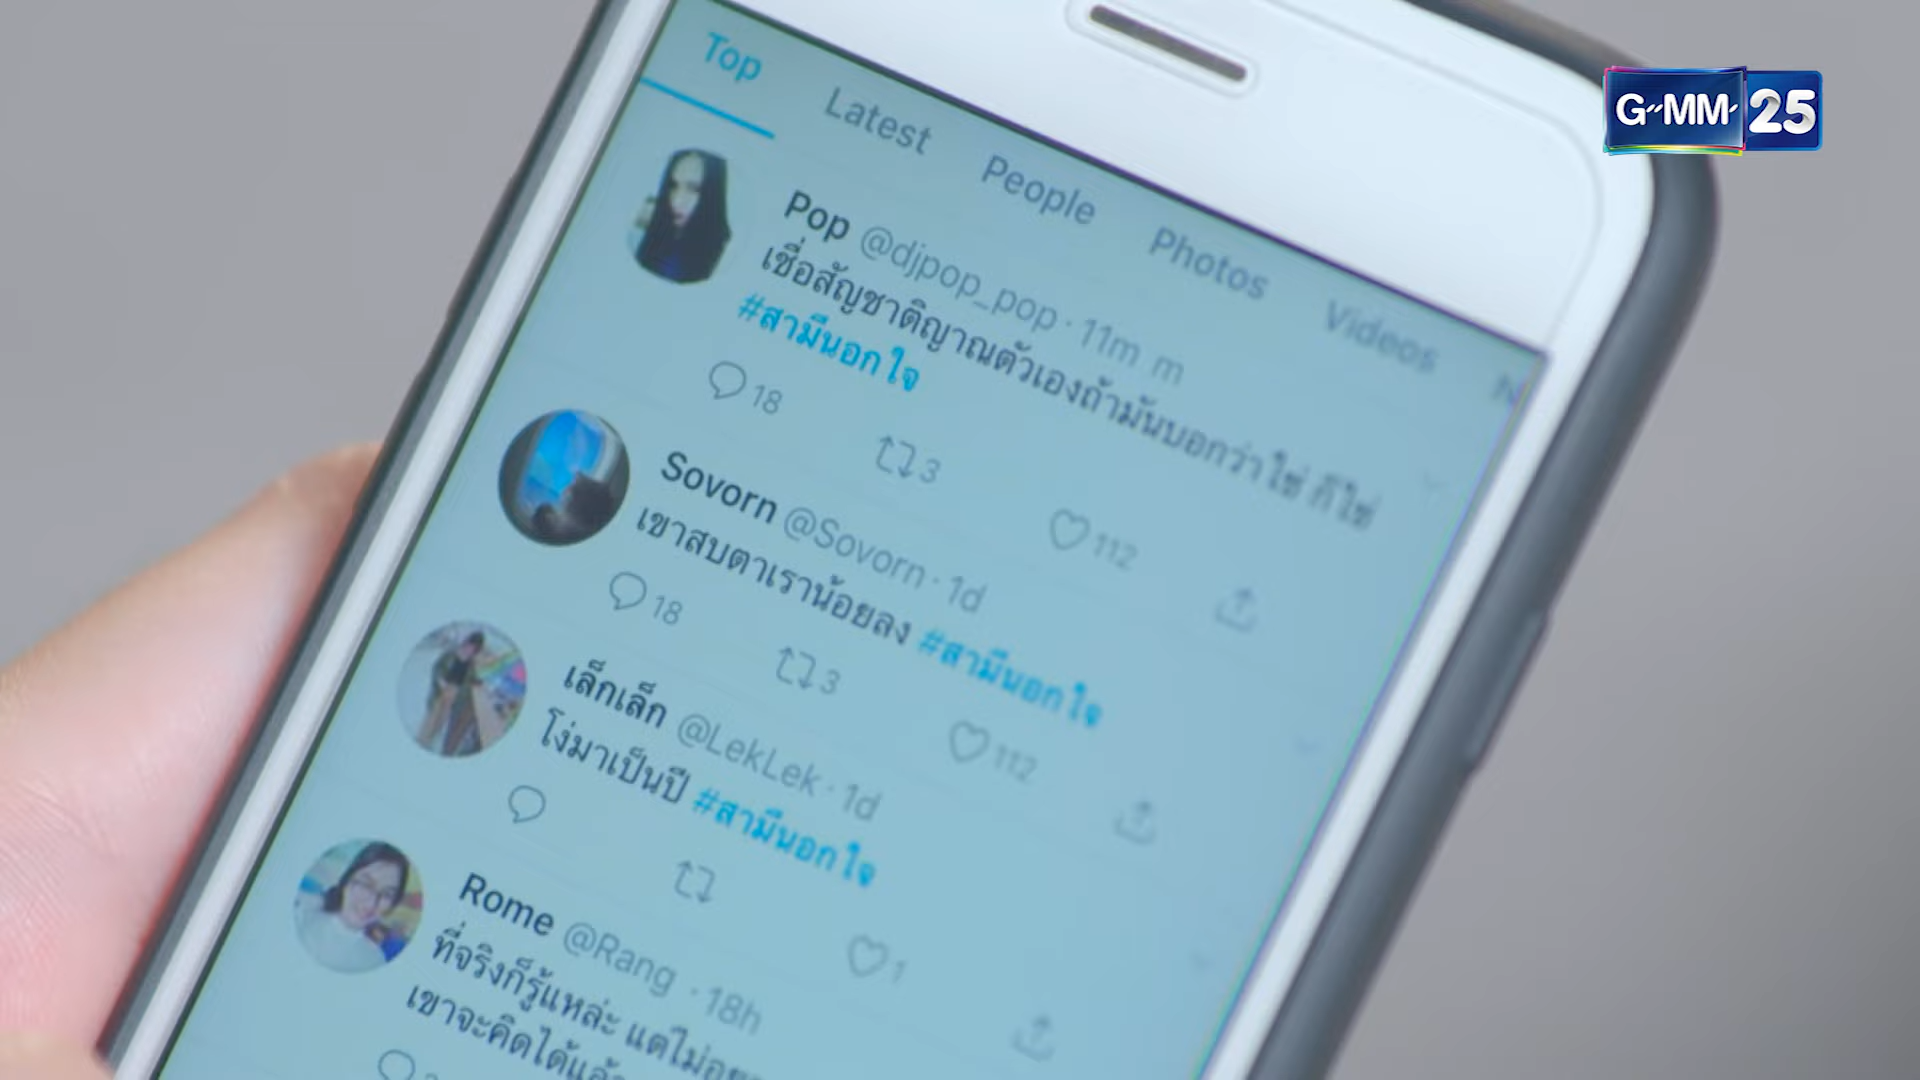 GMM 25
Top Latest People Photos Videos
Pop @djpop_pop · 11m m
เชื่อสัญชาติญาณตัวเองถ้ามันบอกว่าใช่ ก็ใช่
#สามีนอกใจ
18 3 112
Sovorn @Sovorn · 1d
เขาสบตาเราน้อยลง #สามีนอกใจ
18 3 112
เล็กเล็ก @LekLek · 1d
โง่มาเป็นปี #สามีนอกใจ
1
Rome @Rang · 18h
ที่จริงก็รู้แหล่ะ แต่ไม่
เขาจะคิดได้